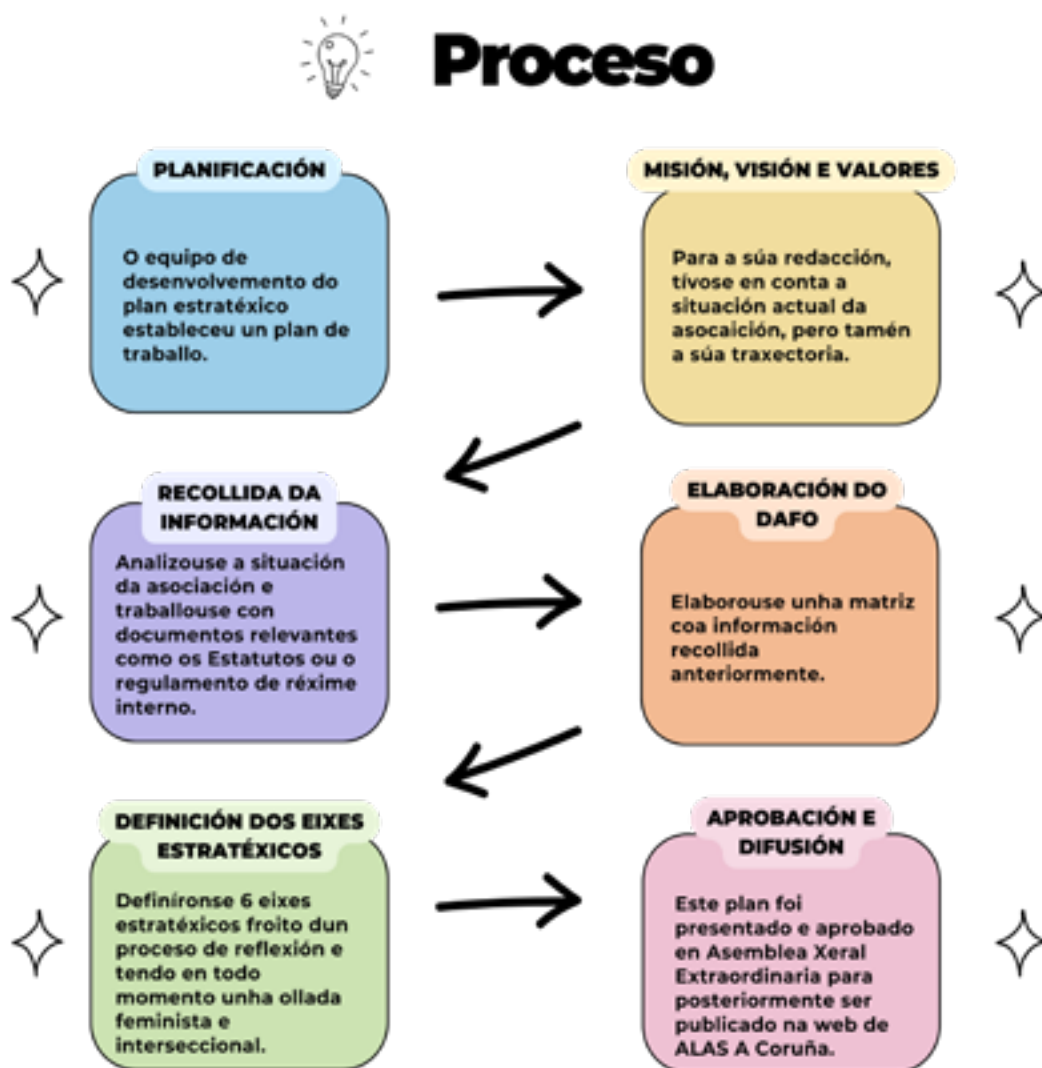 Proceso
PLANIFICACIÓN
O equipo de
desenvolvemento do
plan estratéxico
estableceu un plan de
traballo.
MISIÓN, VISIÓN E VALORES
Para a súa redacción,
tívose en conta a
situación actual da
asocaición, pero tamén
a súa traxectoria.
RECOLLIDA DA
INFORMACIÓN
Analizouse a situación
da asociación e
traballouse con
documentos relevantes
como os Estatutos ou o
regulamento de réxime
interno.
ELABORACIÓN DO
DAFO
Elaborouse unha matriz
coa información
recollida
anteriormente.
DEFINICIÓN DOS EIXES
ESTRATÉXICOS
Definíronse 6 eixes
estratéxicos froito dun
proceso de reflexión e
tendo en todo
momento unha ollada
feminista e
interseccional.
APROBACIÓN E
DIFUSIÓN
Este plan foi
presentado e aprobado
en Asemblea Xeral
Extraordinaria para
posteriormente ser
publicado na web de
ALAS A Coruña.